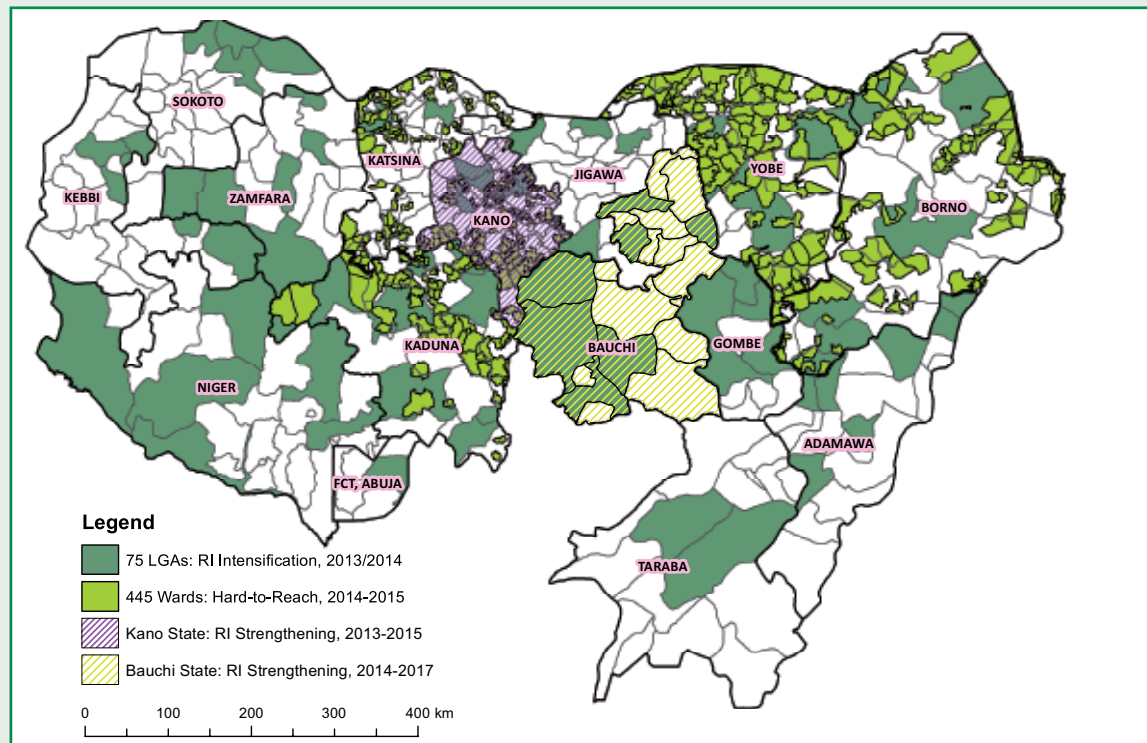 SOKOTO
KATSINA
KEBBI
ZAMFARA
KANO
JIGAWA
YOBE
BORNO
KADUNA
BAUCHI
GOMBE
NIGER
ADAMAWA
FCT, ABUJA
TARABA
Legend
75 LGAs: RI Intensification, 2013/2014
445 Wards: Hard-to-Reach, 2014-2015
Kano State: RI Strengthening, 2013-2015
Bauchi State: RI Strengthening, 2014-2017
0 100 200 300 400 km